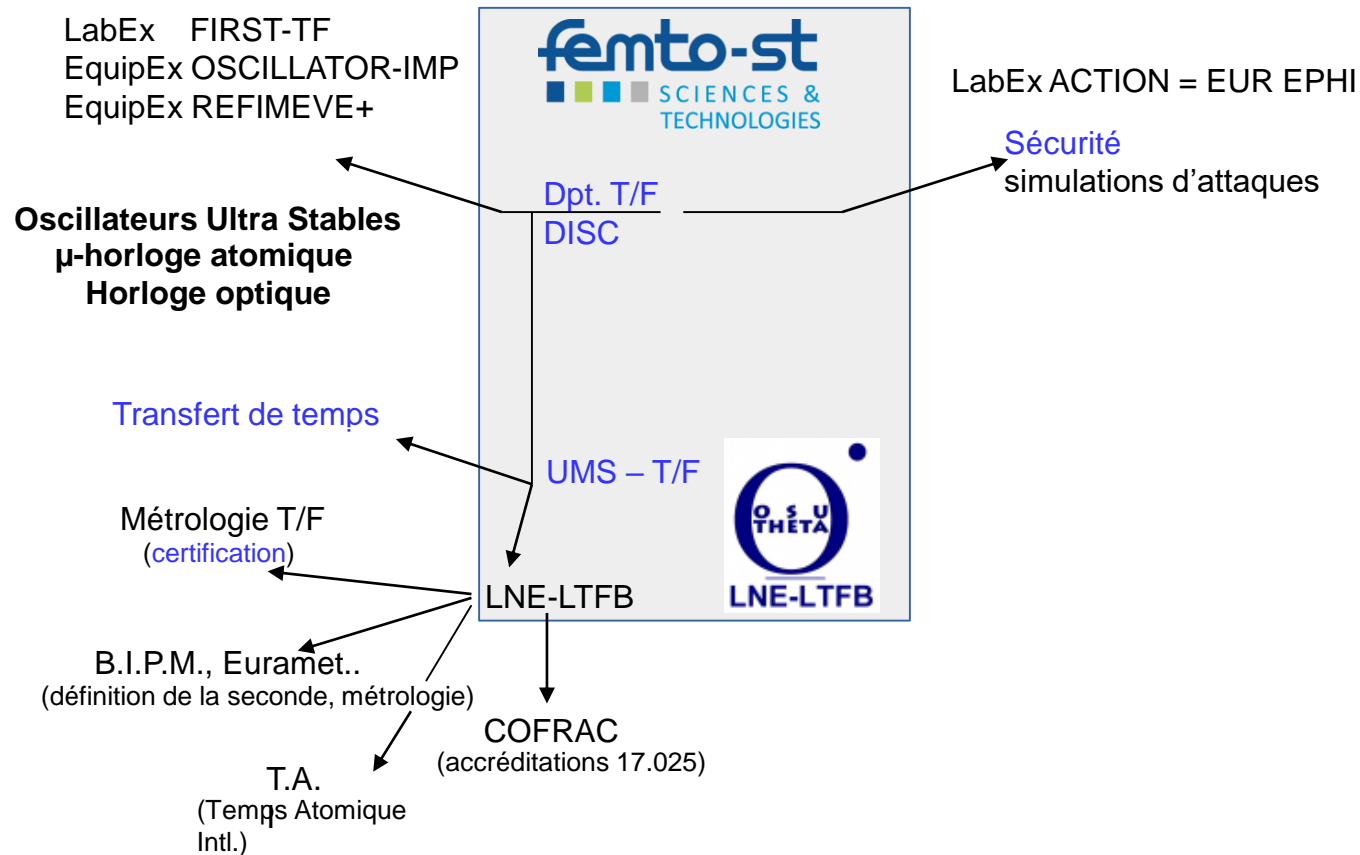 LabEx FIRST-TF
EquipEx OSCILLATOR-IMP
EquipEx REFIMEVE+
femto-st
SCIENCES &
TECHNOLOGIES
LabEx ACTION = EUR EPHI
Sécurité
simulations d'attaques
Dpt. T/F
DISC
Oscillateurs Ultra Stables
µ-horloge atomique
Horloge optique
Transfert de temps
UMS – T/F
OSU
THETA
LNE-LTFB
Métrologie T/F
(certification)
LNE-LTFB
B.I.P.M., Euramet..
(définition de la seconde, métrologie)
COFRAC
(accréditations 17.025)
T.A.
(Temps Atomique
Intl.)